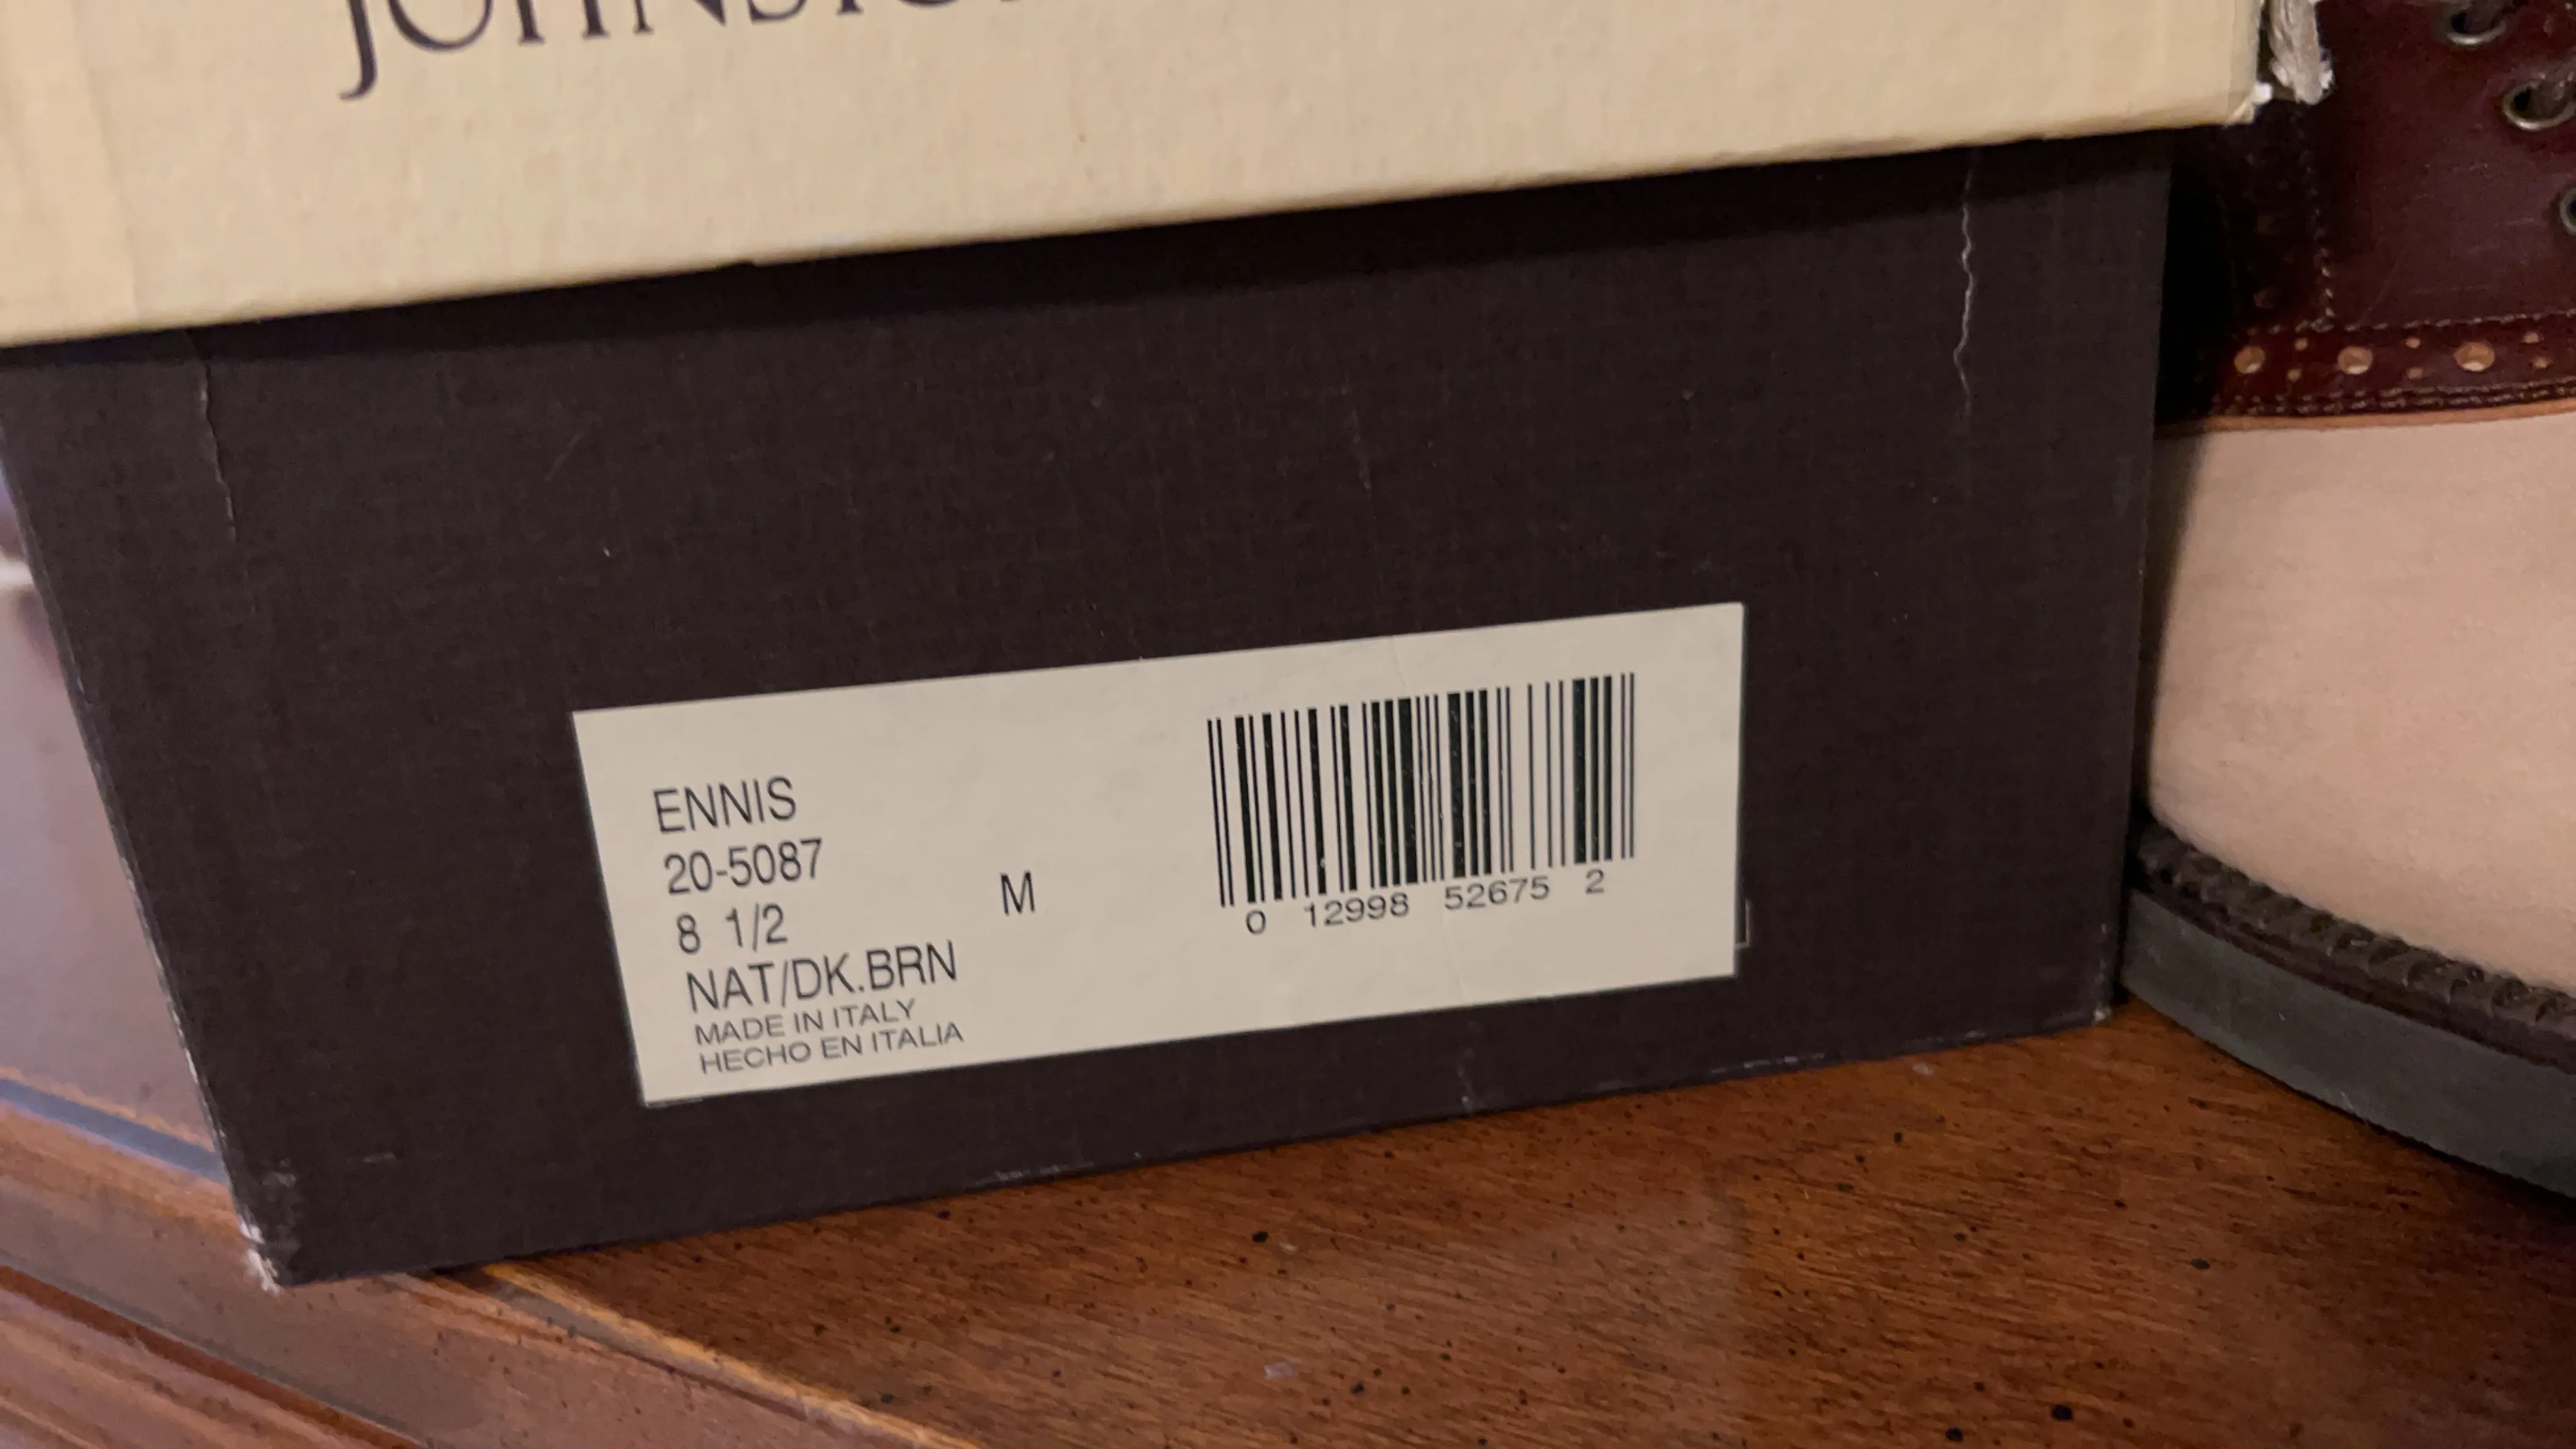 ENNIS
20-5087
8 1/2 M
NAT/DK.BRN
MADE IN ITALY
HECHO EN ITALIA
0 12998 52675 2